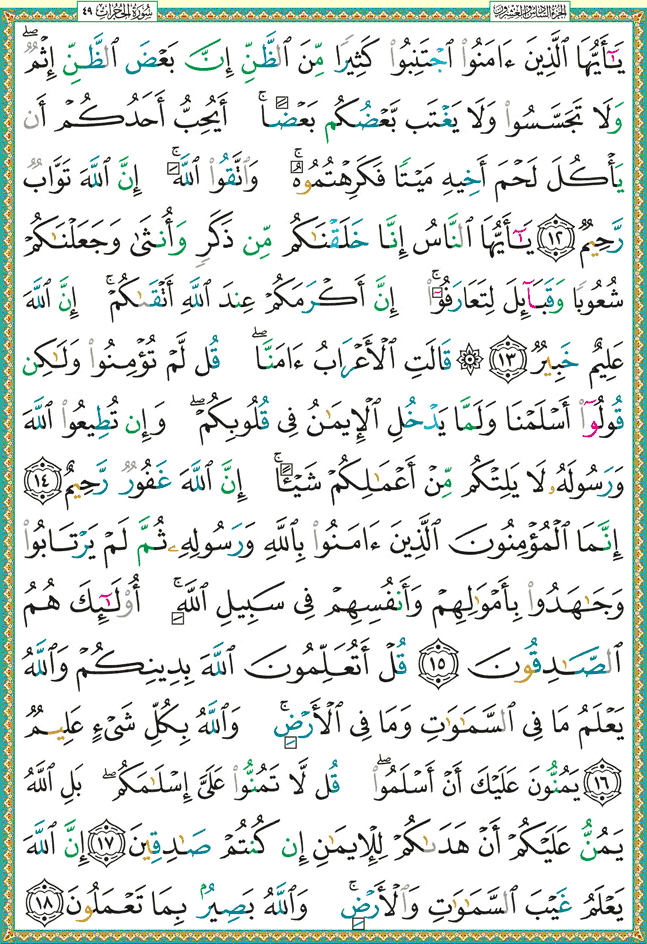 الجزء السادس والعشرون
سورة الحجرات ٤٩
يَـٰٓأَيُّهَا ٱلَّذِينَ ءَامَنُوا۟ ٱجْتَنِبُوا۟ كَثِيرًا مِّنَ ٱلظَّنِّ إِنَّ بَعْضَ ٱلظَّنِّ إِثْمٌ ۖ
وَلَا تَجَسَّسُوا۟ وَلَا يَغْتَب بَّعْضُكُم بَعْضًا ۚ أَيُحِبُّ أَحَدُكُمْ أَن
يَأْكُلَ لَحْمَ أَخِيهِ مَيْتًا فَكَرِهْتُمُوهُ ۚ وَٱتَّقُوا۟ ٱللَّهَ ۚ إِنَّ ٱللَّهَ تَوَّابٌ
رَّحِيمٌ ١٢ يَـٰٓأَيُّهَا ٱلنَّاسُ إِنَّا خَلَقْنَـٰكُم مِّن ذَكَرٍ وَأُنثَىٰ وَجَعَلْنَـٰكُمْ
شُعُوبًا وَقَبَآئِلَ لِتَعَارَفُوٓا۟ ۚ إِنَّ أَكْرَمَكُمْ عِندَ ٱللَّهِ أَتْقَىٰكُمْ ۚ إِنَّ ٱللَّهَ
عَلِيمٌ خَبِيرٌ ١٣ ۞ قَالَتِ ٱلْأَعْرَابُ ءَامَنَّا ۖ قُل لَّمْ تُؤْمِنُوا۟ وَلَـٰكِن
قُولُوٓا۟ أَسْلَمْنَا وَلَمَّا يَدْخُلِ ٱلْإِيمَـٰنُ فِى قُلُوبِكُمْ ۖ وَإِن تُطِيعُوا۟ ٱللَّهَ
وَرَسُولَهُۥ لَا يَلِتْكُم مِّنْ أَعْمَـٰلِكُمْ شَيْـًٔا ۚ إِنَّ ٱللَّهَ غَفُورٌ رَّحِيمٌ ١٤
إِنَّمَا ٱلْمُؤْمِنُونَ ٱلَّذِينَ ءَامَنُوا۟ بِٱللَّهِ وَرَسُولِهِۦ ثُمَّ لَمْ يَرْتَابُوا۟
وَجَـٰهَدُوا۟ بِأَمْوَٰلِهِمْ وَأَنفُسِهِمْ فِى سَبِيلِ ٱللَّهِ ۚ أُو۟لَـٰٓئِكَ هُمُ
ٱلصَّـٰدِقُونَ ١٥ قُلْ أَتُعَلِّمُونَ ٱللَّهَ بِدِينِكُمْ وَٱللَّهُ
يَعْلَمُ مَا فِى ٱلسَّمَـٰوَٰتِ وَمَا فِى ٱلْأَرْضِ ۚ وَٱللَّهُ بِكُلِّ شَىْءٍ عَلِيمٌ
١٦ يَمُنُّونَ عَلَيْكَ أَنْ أَسْلَمُوا۟ ۖ قُل لَّا تَمُنُّوا۟ عَلَىَّ إِسْلَـٰمَكُم ۖ بَلِ ٱللَّهُ
يَمُنُّ عَلَيْكُمْ أَنْ هَدَىٰكُمْ لِلْإِيمَـٰنِ إِن كُنتُمْ صَـٰدِقِينَ ١٧ إِنَّ ٱللَّهَ
يَعْلَمُ غَيْبَ ٱلسَّمَـٰوَٰتِ وَٱلْأَرْضِ ۚ وَٱللَّهُ بَصِيرٌۢ بِمَا تَعْمَلُونَ ١٨